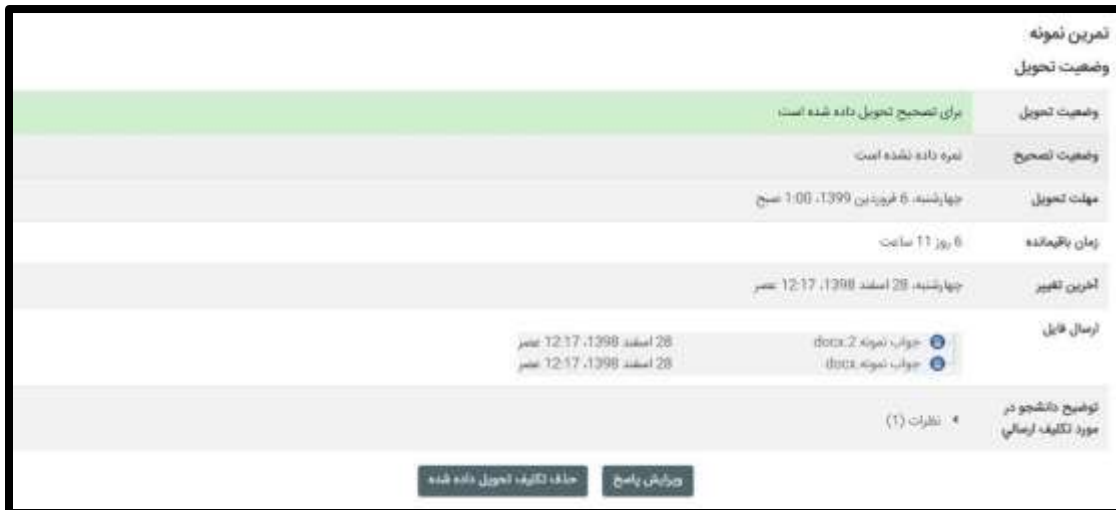 تمرین نمونه
وضعیت تحویل
وضعیت تحویل برای تصحیح تحویل داده شده است
وضعیت تصحیح نمره داده نشده است
مهلت تحویل چهارشنبه، 6 فروردین 1399، 1:00 صبح
زمان باقیمانده 6 روز 11 ساعت
آخرین تغییر چهارشنبه، 28 اسفند 1398، 12:17 عصر
ارسال فایل
جواب نمونه 2.docx 28 اسفند 1398، 12:17 عصر
جواب نمونه.docx 28 اسفند 1398، 12:17 عصر
توضیح دانشجو در
مورد تکلیف ارسالي
نظرات (1)
ویرایش پاسخ حذف تکلیف تحویل داده شده